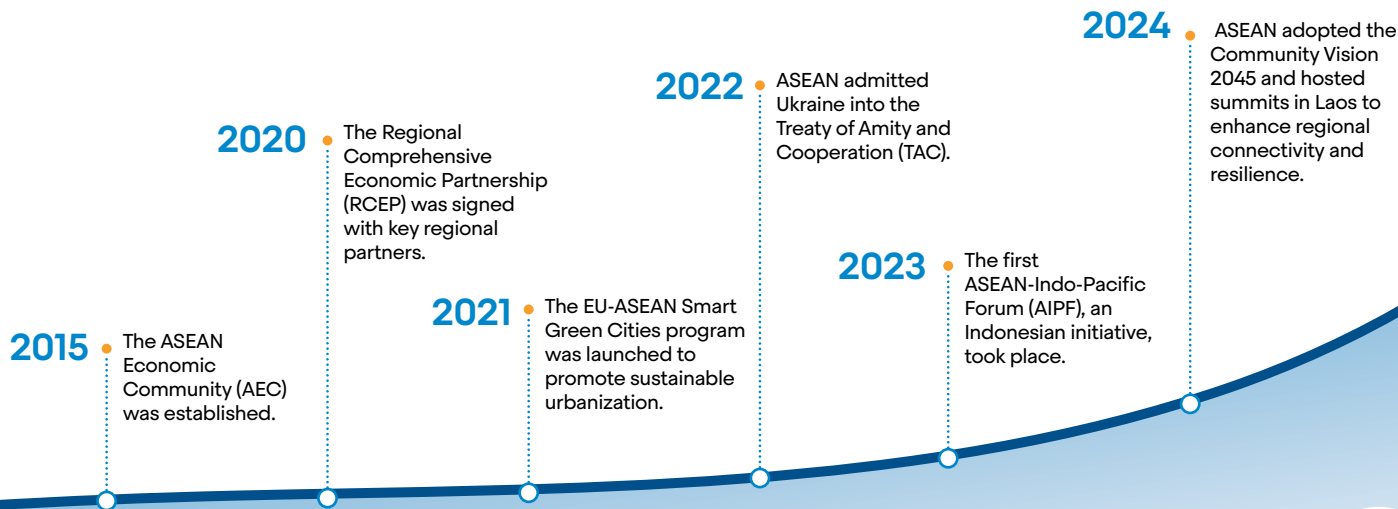 2015
The ASEAN
Economic
Community (AEC)
was established.
2020
The Regional
Comprehensive
Economic Partnership
(RCEP) was signed
with key regional
partners.
2021
The EU-ASEAN Smart
Green Cities program
was launched to
promote sustainable
urbanization.
2022
ASEAN admitted
Ukraine into the
Treaty of Amity and
Cooperation (TAC).
2023
The first
ASEAN-Indo-Pacific
Forum (AIPF), an
Indonesian initiative,
took place.
2024
ASEAN adopted the
Community Vision
2045 and hosted
summits in Laos to
enhance regional
connectivity and
resilience.